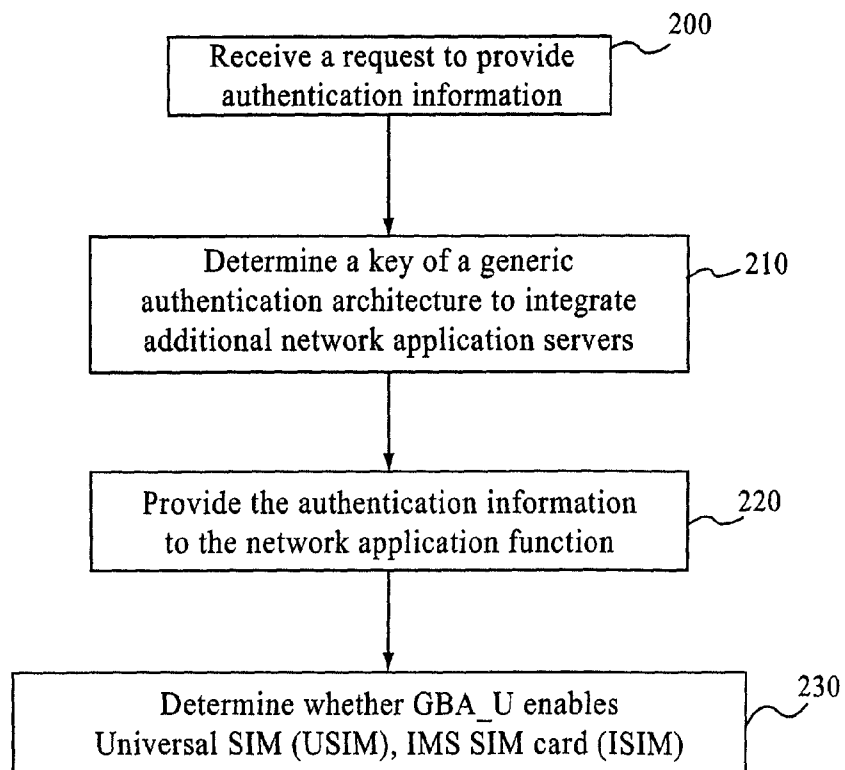 200
Receive a request to provide
authentication information
Determine a key of a generic
authentication architecture to integrate
additional network application servers
210
Provide the authentication information
to the network application function
220
Determine whether GBA_U enables
Universal SIM (USIM), IMS SIM card (ISIM)
230